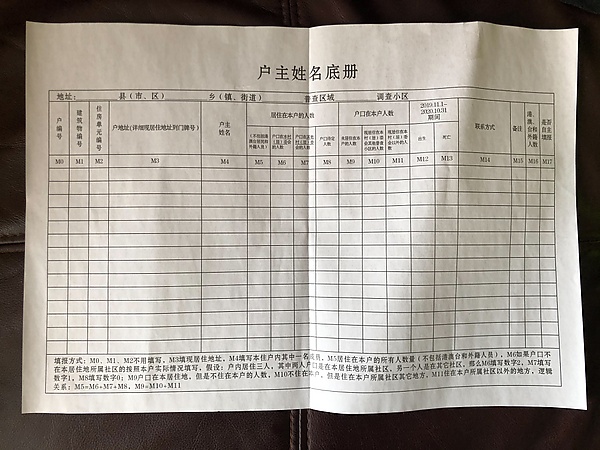 户主姓名底册
地址: 县（市、区） 乡（镇、街道） 普查区域 调查小区
户编号
建筑物编号
住房单元编号
户地址(详细现居住地址到门牌号)
户主姓名
居住在本户的人数
户口在本户人数
2019.11.1-2020.10.31期间
联系方式
备注
港澳台和外籍人数
是否自主填报
户口待定人数
出生
死亡
M0 M1 M2 M3 M4 M5 M6 M7 M8 M9 M10 M11 M12 M13 M14 M15 M16 M17
填报方式：M0、M1、M2不用填写，M3填现居住地址，M4填写本住户内其中一名成员，M5居住在本户的所有人数量（不包括港澳台和外籍人员），M6如果户口不
在本居住地所属社区的按照本户实际情况填写，假设：户内居住三人，其中两人户口是在本居住地所属社区，另一个人是在其它社区，那么M6填写数字2，M7填写
数字1，M8填写数字0；M9户口在本居住地，但是不住在本户的人数，M10不住在本户，但是住在本户所属社区其它地方，M11住在本户所属社区以外的地方，逻辑
关系：M5=M6+M7+M8，M9=M10+M11